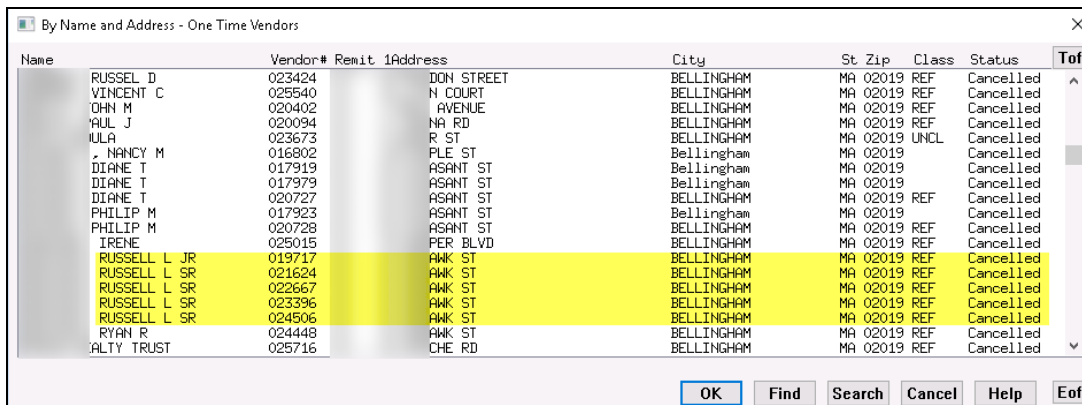 By Name and Address - One Time Vendors
Name Vendor# Remit 1Address City St Zip Class Status Tof
RUSSEL D 023424 DON STREET BELLINGHAM MA 02019 REF Cancelled
VINCENT C 025540 N COURT BELLINGHAM MA 02019 REF Cancelled
OHN M 020402 AVENUE BELLINGHAM MA 02019 REF Cancelled
AUL J 020094 NA RD BELLINGHAM MA 02019 REF Cancelled
ULA 023673 R ST BELLINGHAM MA 02019 UNCL Cancelled
, NANCY M 016802 PLE ST Bellingham MA 02019 Cancelled
DIANE T 017919 ASANT ST Bellingham MA 02019 Cancelled
DIANE T 017979 ASANT ST Bellingham MA 02019 Cancelled
DIANE T 020727 ASANT ST BELLINGHAM MA 02019 REF Cancelled
PHILIP M 017923 ASANT ST Bellingham MA 02019 Cancelled
PHILIP M 020728 ASANT ST BELLINGHAM MA 02019 REF Cancelled
IRENE 025015 PER BLVD BELLINGHAM MA 02019 REF Cancelled
RUSSELL L JR 019717 AWK ST BELLINGHAM MA 02019 REF Cancelled
RUSSELL L SR 021624 AWK ST BELLINGHAM MA 02019 REF Cancelled
RUSSELL L SR 022667 AWK ST BELLINGHAM MA 02019 REF Cancelled
RUSSELL L SR 023396 AWK ST BELLINGHAM MA 02019 REF Cancelled
RUSSELL L SR 024506 AWK ST BELLINGHAM MA 02019 REF Cancelled
RYAN R 024448 AWK ST BELLINGHAM MA 02019 REF Cancelled
EALTY TRUST 025716 CHE RD BELLINGHAM MA 02019 REF Cancelled
OK Find Search Cancel Help Eof